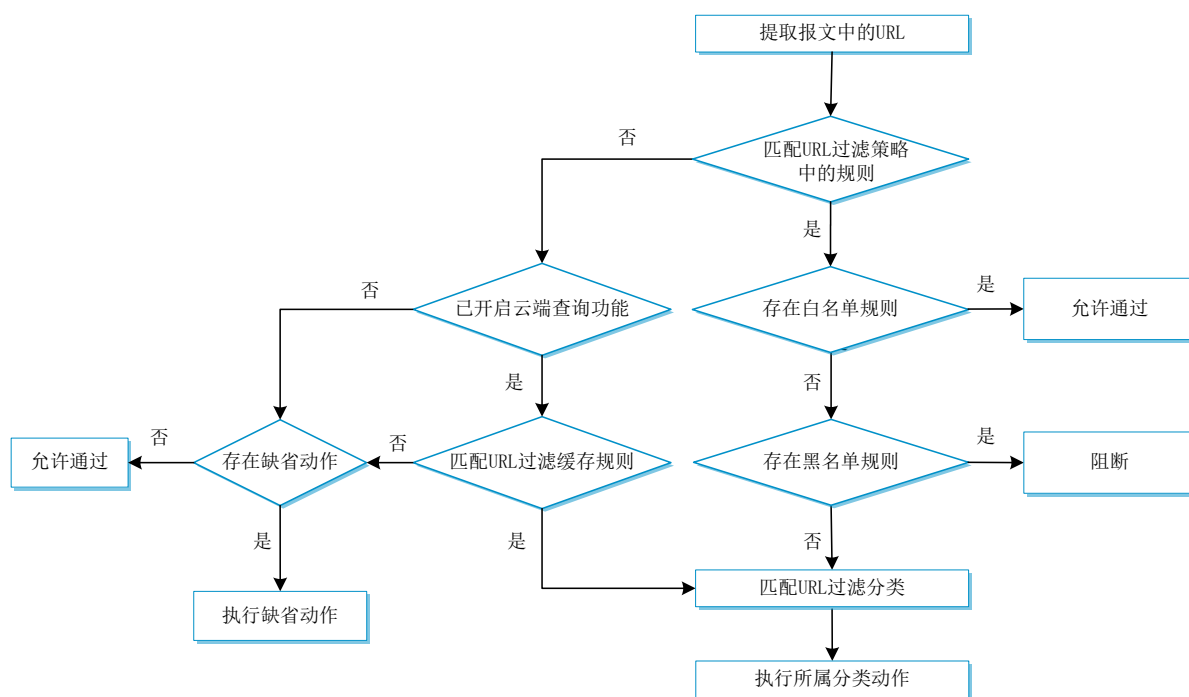 提取报文中的URL
否
匹配URL过滤策略
中的规则
是
否
已开启云端查询功能
存在白名单规则
是
允许通过
是
否
允许通过
否
存在缺省动作
否
匹配URL过滤缓存规则
存在黑名单规则
是
阻断
是
是
否
执行缺省动作
匹配URL过滤分类
执行所属分类动作